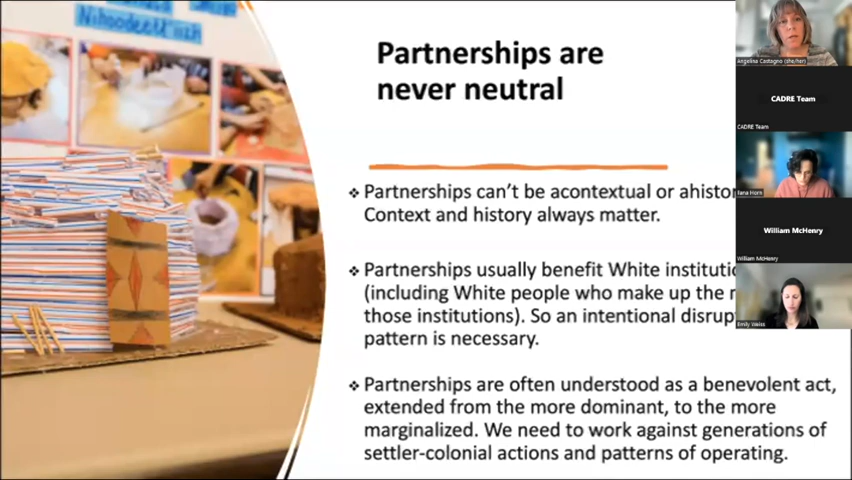 Partnerships are
never neutral
Partnerships can't be acontextual or
Context and history always matter.
Partnerships usually benefit White
(including White people who make up the
those institutions). So an intentional
pattern is necessary.
Partnerships are often understood as a benevolent act,
extended from the more dominant, to the more
marginalized. We need to work against generations of
settler-colonial actions and patterns of operating.
Angelina Castagno (she/her)
CADRE Team
CADRE Team
Ilana Horn
William McHenry
William McHenry
Emily Weiss